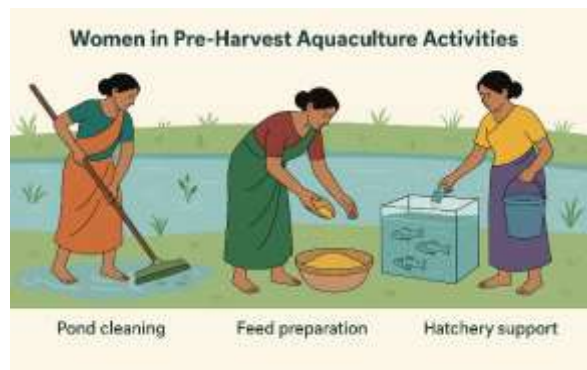 Women in Pre-Harvest Aquaculture Activities
Pond cleaning
Feed preparation
Hatchery support